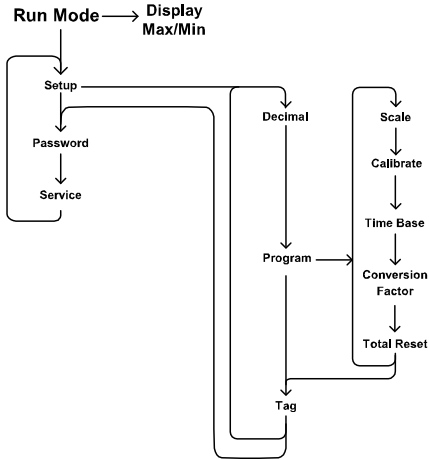 Run Mode
Display
Max/Min
Setup
Password
Service
Decimal
Program
Tag
Scale
Calibrate
Time Base
Conversion
Factor
Total Reset